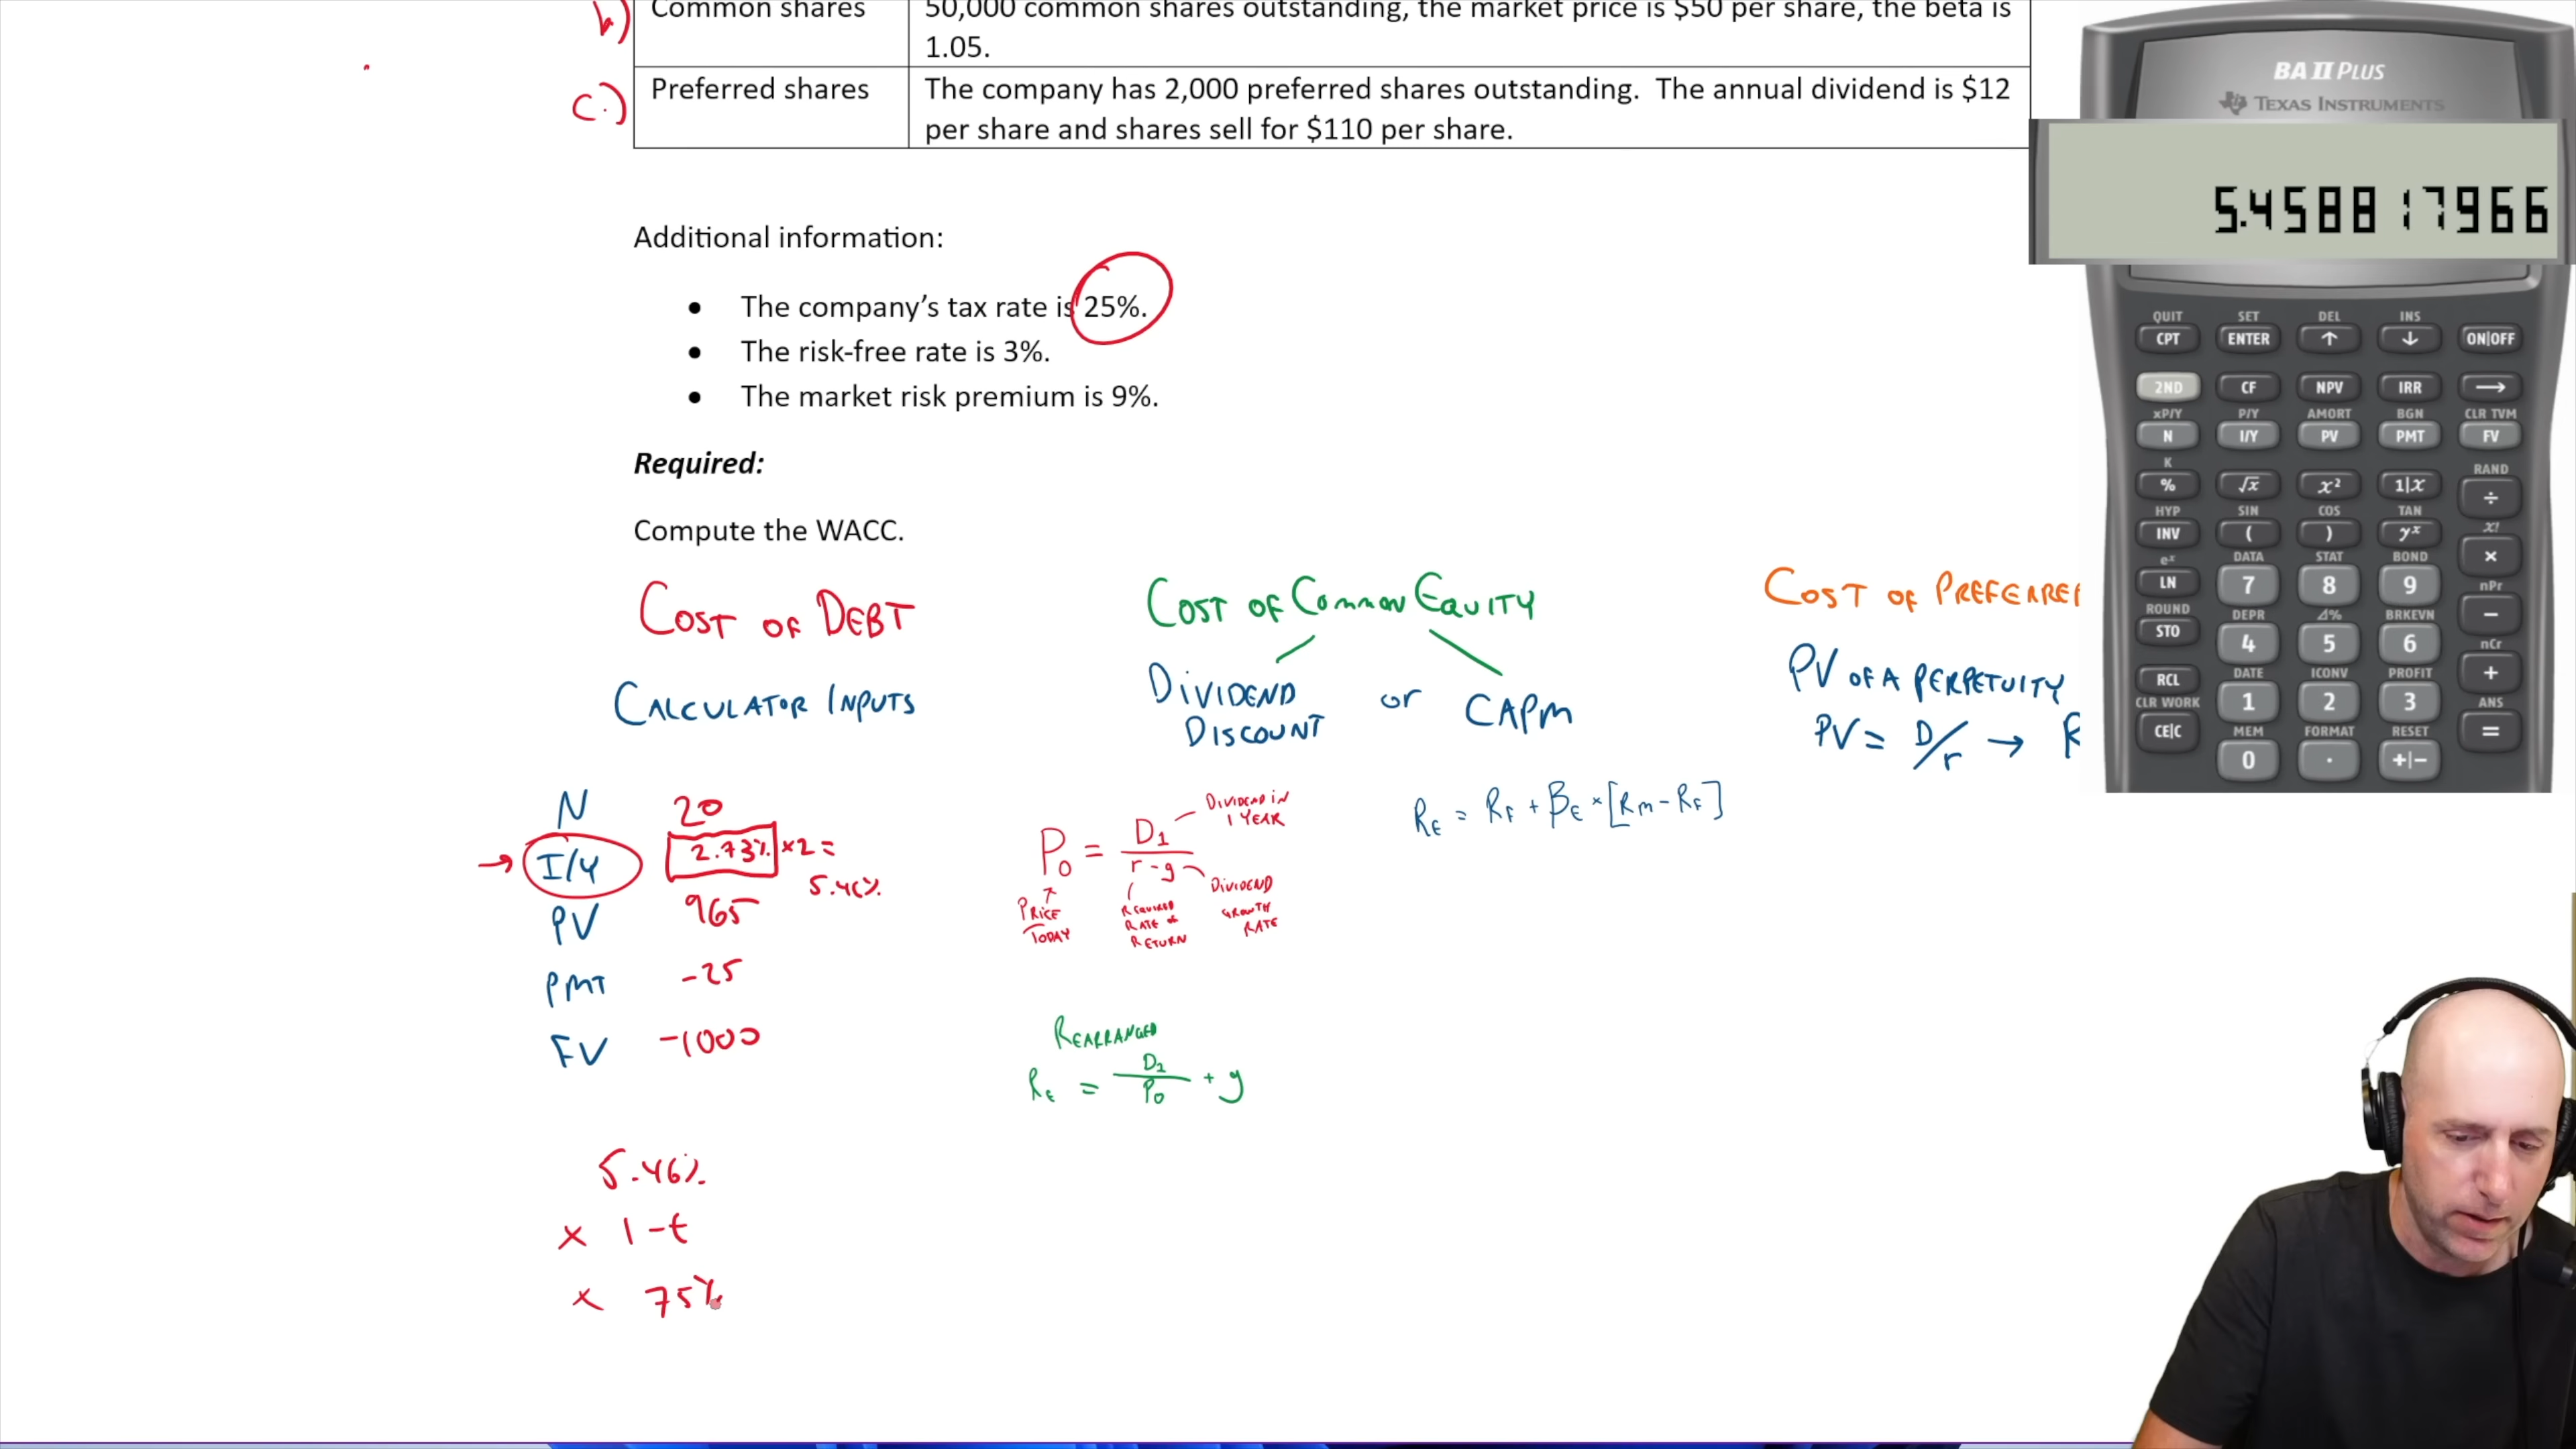 b)
Common shares
50,000 common shares outstanding, the market price is $50 per share, the beta is
1.05.
c.)
Preferred shares
The company has 2,000 preferred shares outstanding. The annual dividend is $12
per share and shares sell for $110 per share.
Additional information:
• The company's tax rate is 25%.
• The risk-free rate is 3%.
• The market risk premium is 9%.
Required:
Compute the WACC.
COST OF DEBT
CALCULATOR INPUTS
N 20
→ I/Y 2.73% ×2 =
5.46%
PV 965
PMT -25
FV -1000
5.46%
× 1-t
× 75%
COST OF COMMON EQUITY
DIVIDEND
DISCOUNT
or
CAPM
P0 = D1
r - g
DIVIDEND IN
1 YEAR
PRICE
TODAY
REQUIRED
RATE OF
RETURN
DIVIDEND
GROWTH
RATE
RE = RF + βE × [RM - RF]
REARRANGED
RE = D1 / P0 + g
COST OF PREFERRE
PV OF A PERPETUITY
PV = D/r → R
BA II PLUS
TEXAS INSTRUMENTS
5.458817966
QUIT SET DEL INS
CPT ENTER ↑ ↓ ON|OFF
2ND CF NPV IRR →
xP/Y P/Y AMORT BGN CLR TVM
N I/Y PV PMT FV
K RAND
% √x x² 1|x ÷
HYP SIN COS TAN x!
INV ( ) yˣ ×
eˣ DATA STAT BOND nPr
LN 7 8 9 −
ROUND DEPR Δ% BRKEVN nCr
STO 4 5 6 +
DATE ICONV PROFIT
RCL 1 2 3
CLR WORK MEM FORMAT RESET ANS
CE|C 0 . +|− =